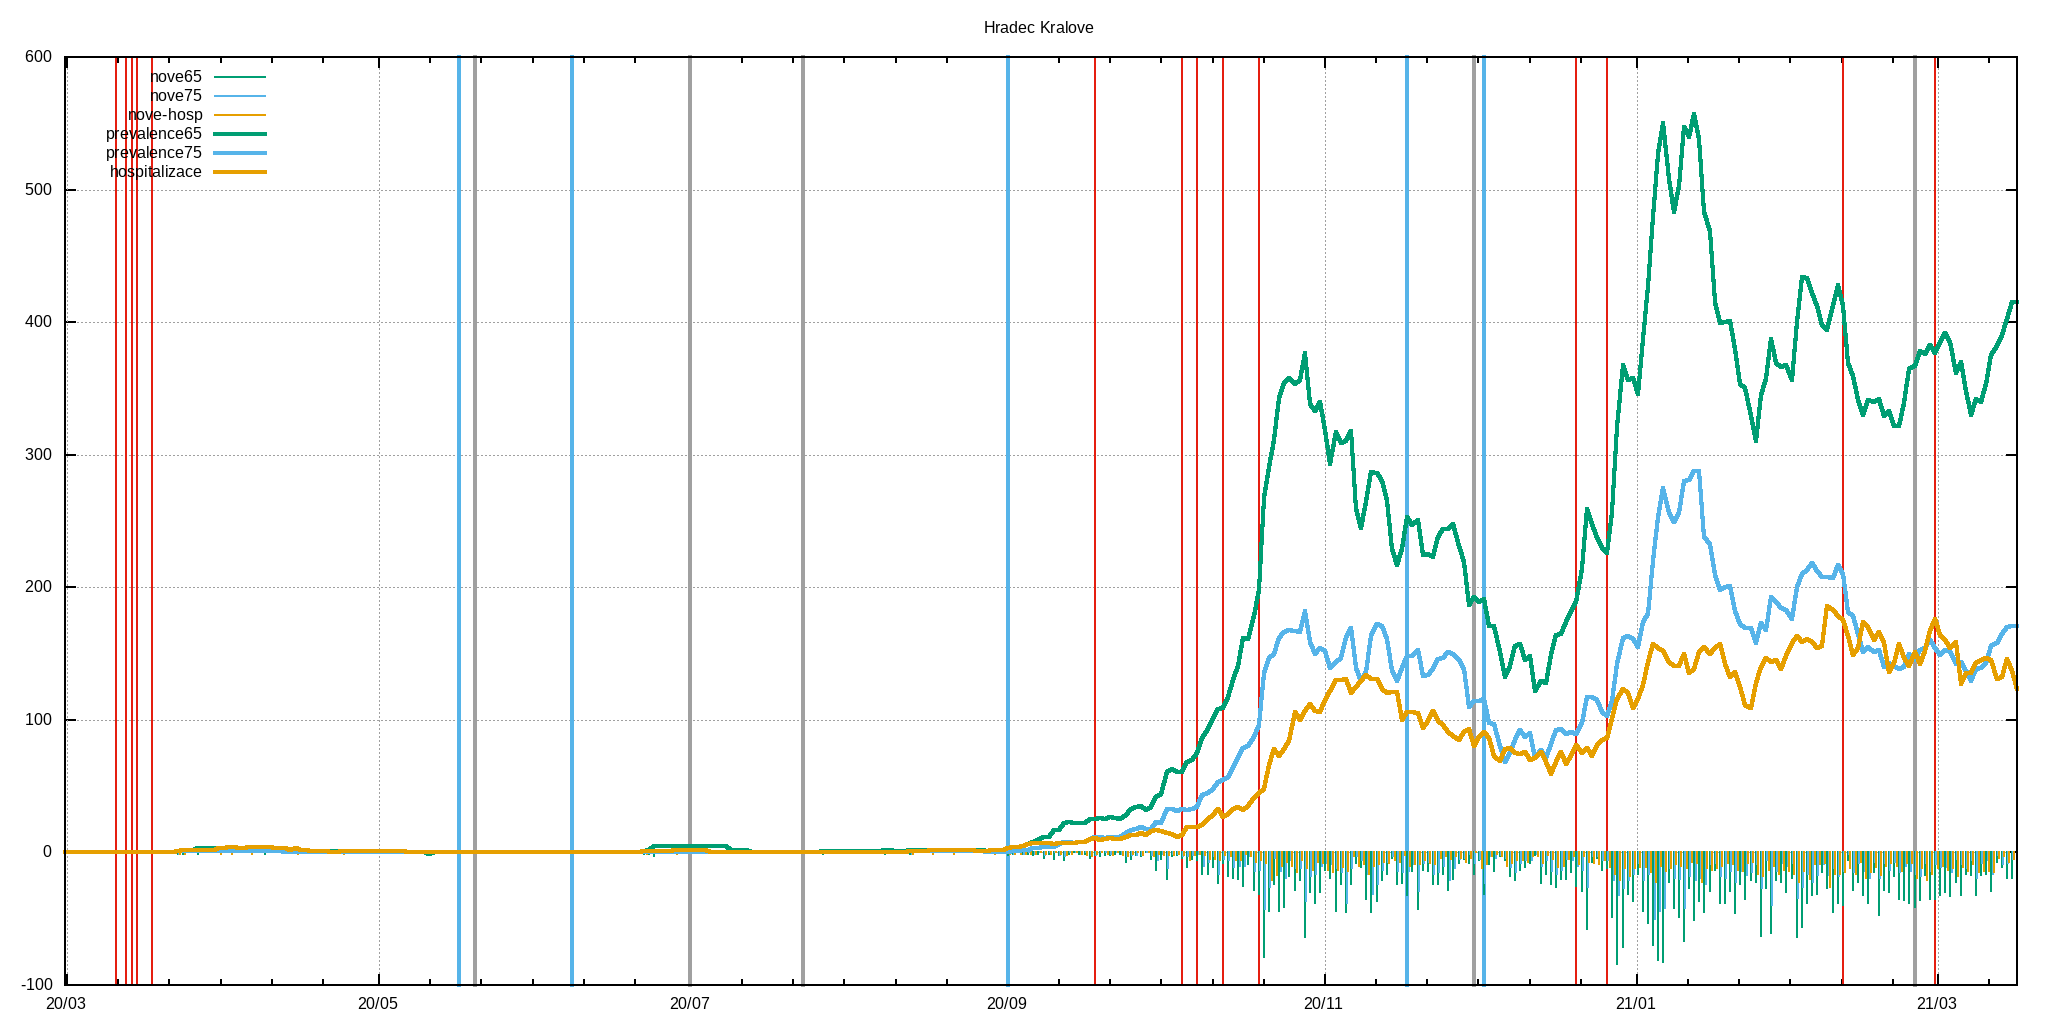 Hradec Kralove
600
500
400
300
200
100
0
-100
nove65
nove75
nove-hosp
prevalence65
prevalence75
hospitalizace
20/03 20/05 20/07 20/09 20/11 21/01 21/03